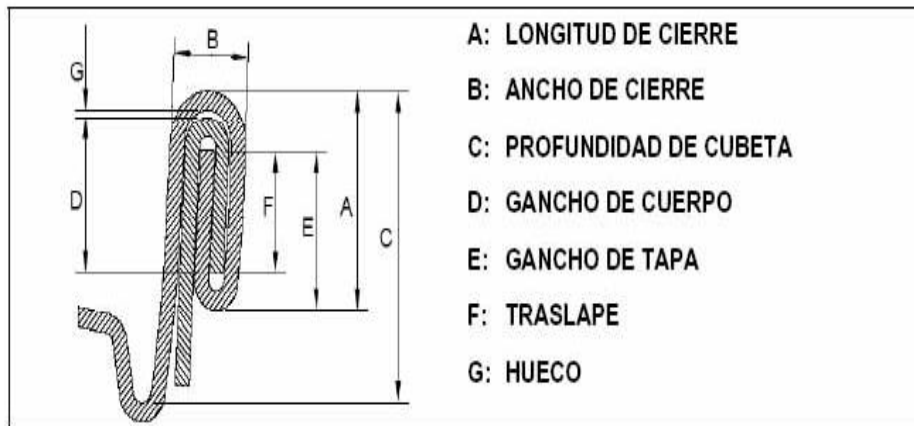 B
G
D
F
E
A
C
A: LONGITUD DE CIERRE
B: ANCHO DE CIERRE
C: PROFUNDIDAD DE CUBETA
D: GANCHO DE CUERPO
E: GANCHO DE TAPA
F: TRASLAPE
G: HUECO